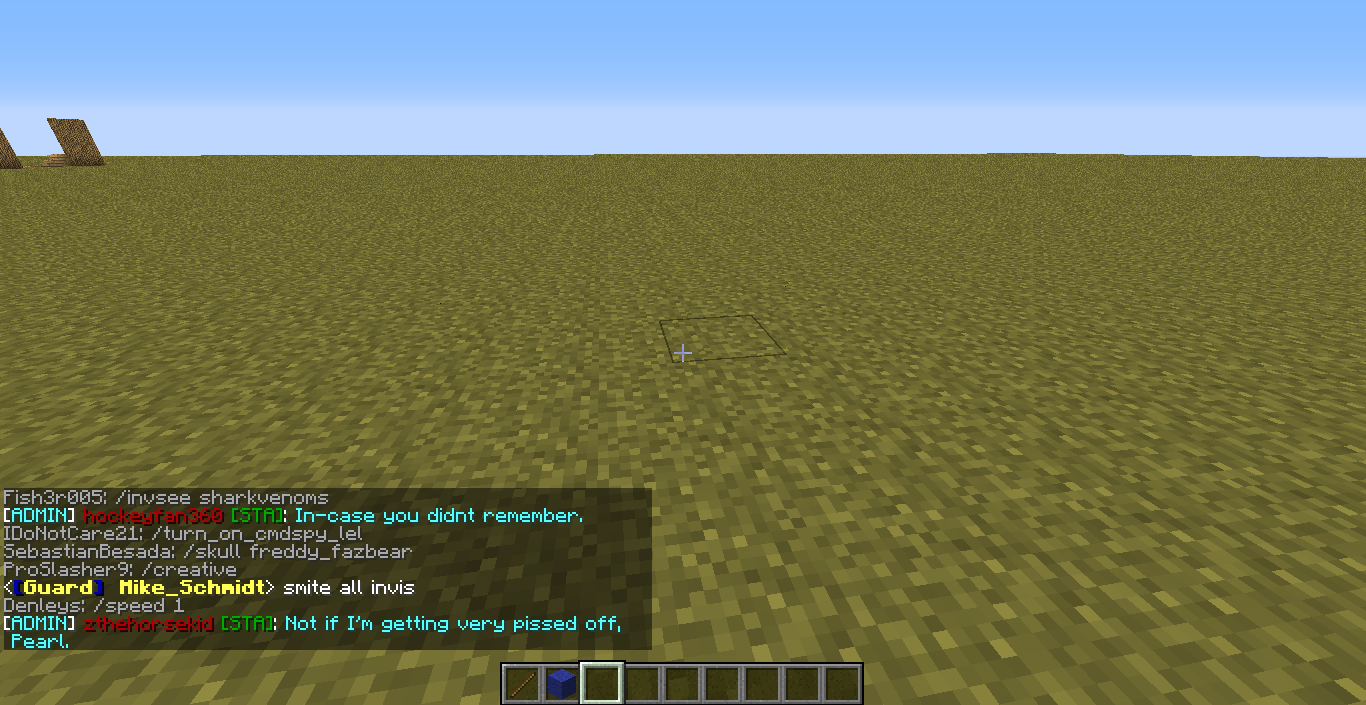 Fish3r005: /invsee sharkvenoms
[ADMIN] hockeyfan360 [STA]: In-case you didnt remember.
IDoNotCare21: /turn_on_cmdspy_lel
SebastianBesada: /skull freddy_fazbear
ProSlasher9: /creative
<[Guard] Mike_Schmidt> smite all invis
Denleys: /speed 1
[ADMIN] zthehorsekid [STA]: Not if I'm getting very pissed off,
Pearl.